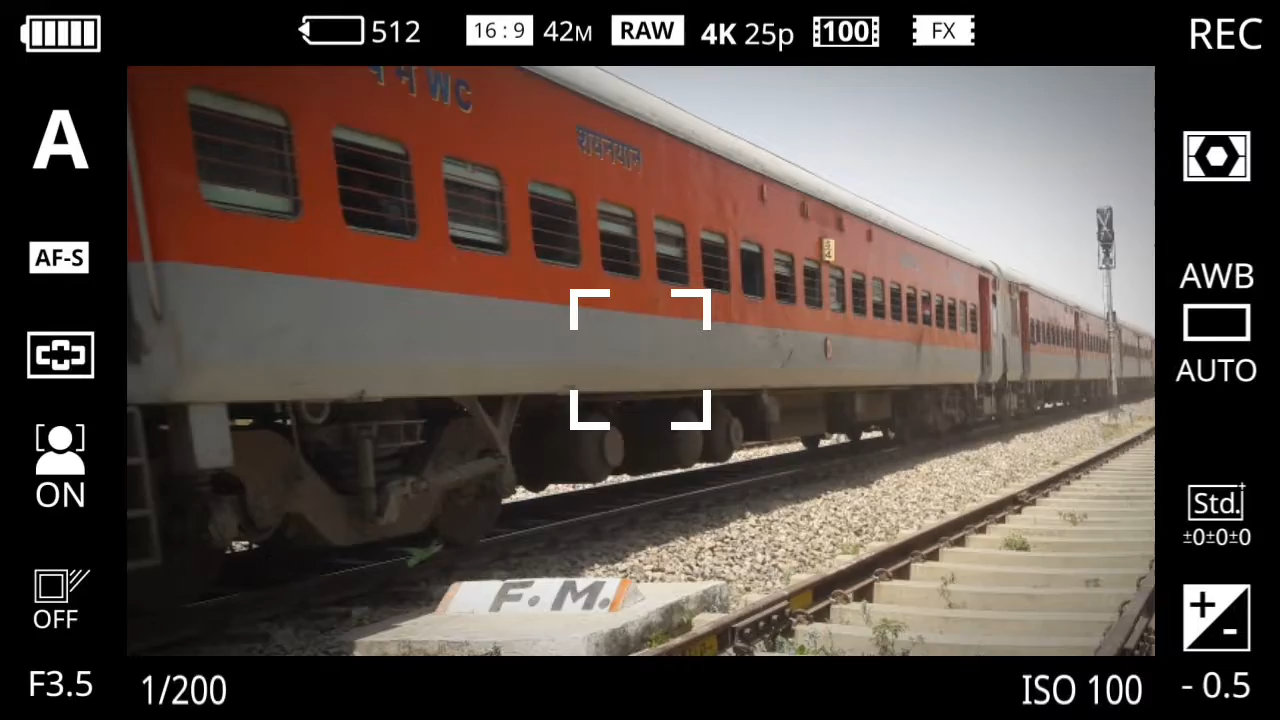 512
16:9
42M
RAW
4K 25p
100
FX
REC
A
WC
शयनयान
AF-S
AWB
AUTO
ON
Std.
±0±0±0
OFF
F.M.
F3.5
1/200
ISO 100
- 0.5